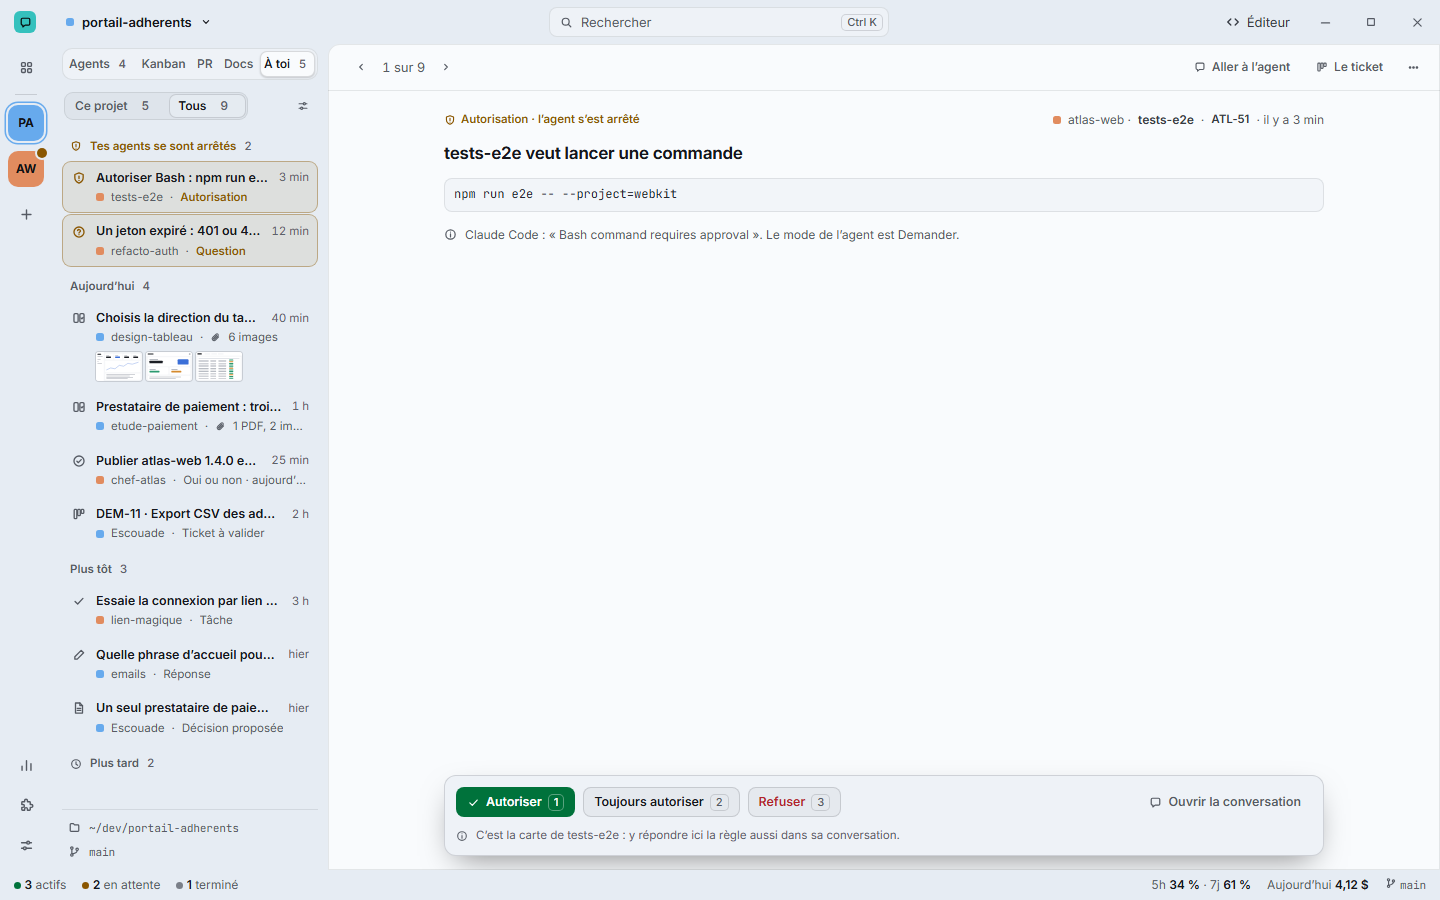 portail-adherents
Rechercher
Ctrl K
Éditeur
Agents 4 Kanban PR Docs À toi 5
1 sur 9
Aller à l’agent
Le ticket
Ce projet 5 Tous 9
PA
AW
Tes agents se sont arrêtés 2
Autoriser Bash : npm run e... 3 min
tests-e2e · Autorisation
Un jeton expiré : 401 ou 4... 12 min
refacto-auth · Question
Aujourd’hui 4
Choisis la direction du ta... 40 min
design-tableau · 6 images
Prestataire de paiement : troi... 1 h
etude-paiement · 1 PDF, 2 im...
Publier atlas-web 1.4.0 e... 25 min
chef-atlas · Oui ou non · aujourd’...
DEM-11 · Export CSV des ad... 2 h
Escouade · Ticket à valider
Plus tôt 3
Essaie la connexion par lien ... 3 h
lien-magique · Tâche
Quelle phrase d’accueil pou... hier
emails · Réponse
Un seul prestataire de paie... hier
Escouade · Décision proposée
Plus tard 2
~/dev/portail-adherents
main
Autorisation · l’agent s’est arrêté
atlas-web · tests-e2e · ATL-51 · il y a 3 min
tests-e2e veut lancer une commande
npm run e2e -- --project=webkit
Claude Code : « Bash command requires approval ». Le mode de l’agent est Demander.
Autoriser 1
Toujours autoriser 2
Refuser 3
Ouvrir la conversation
C’est la carte de tests-e2e : y répondre ici la règle aussi dans sa conversation.
3 actifs 2 en attente 1 terminé
5h 34 % · 7j 61 % Aujourd’hui 4,12 $ main